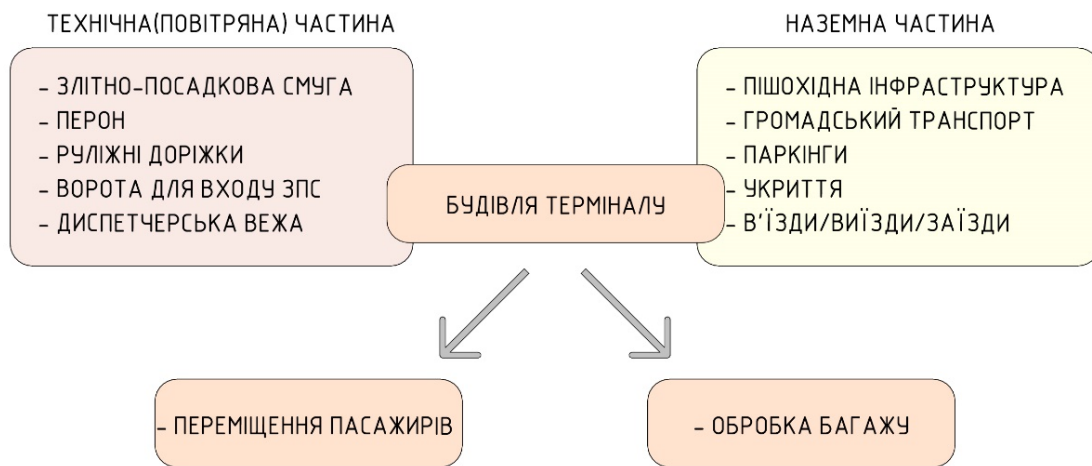 ТЕХНІЧНА(ПОВІТРЯНА) ЧАСТИНА
- ЗЛІТНО-ПОСАДКОВА СМУГА
- ПЕРОН
- РУЛІЖНІ ДОРІЖКИ
- ВОРОТА ДЛЯ ВХОДУ ЗПС
- ДИСПЕТЧЕРСЬКА ВЕЖА
БУДІВЛЯ ТЕРМІНАЛУ
НАЗЕМНА ЧАСТИНА
- ПІШОХІДНА ІНФРАСТРУКТУРА
- ГРОМАДСЬКИЙ ТРАНСПОРТ
- ПАРКІНГИ
- УКРИТТЯ
- В'ЇЗДИ/ВИЇЗДИ/ЗАЇЗДИ
- ПЕРЕМІЩЕННЯ ПАСАЖИРІВ
- ОБРОБКА БАГАЖУ